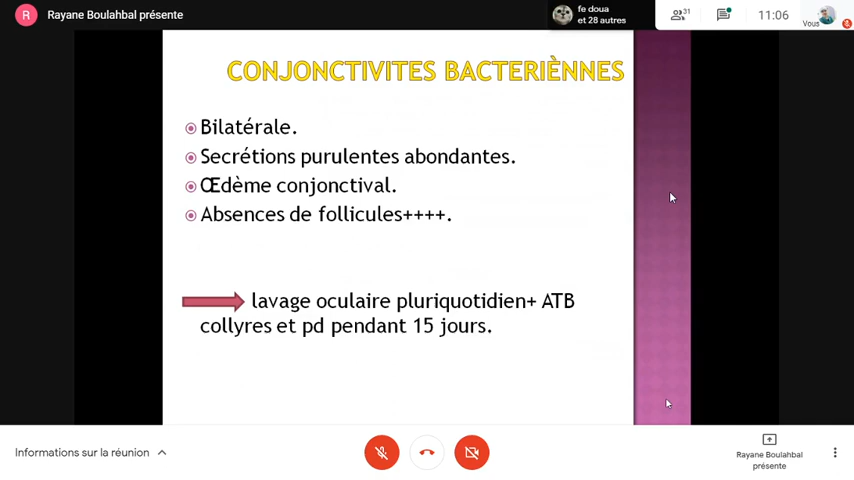 R
Rayane Boulahbal présente
fe doua
et 28 autres
31
11:06
Vous
CONJONCTIVITES BACTERIÈNNES
Bilatérale.
Secrétions purulentes abondantes.
Œdème conjonctival.
Absences de follicules++++.
lavage oculaire pluriquotidien+ ATB
collyres et pd pendant 15 jours.
Informations sur la réunion
Rayane Boulahbal
présente